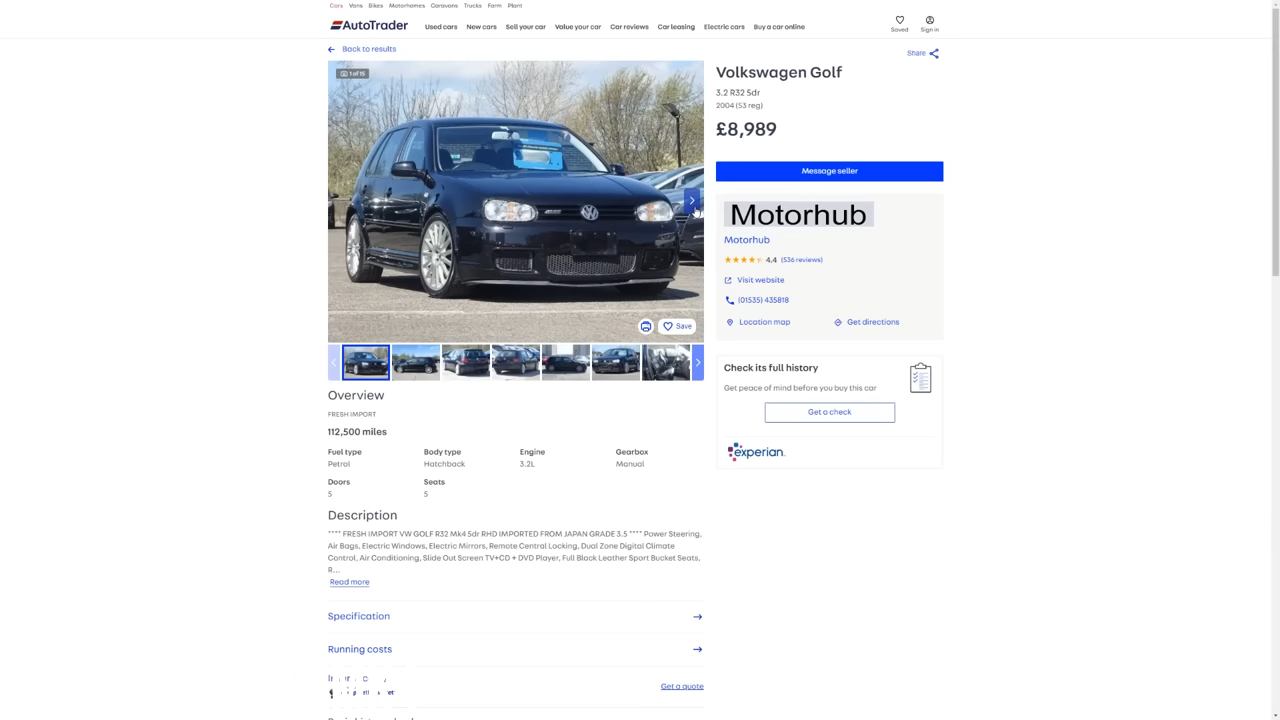 Cars Vans Bikes Motorhomes Caravans Trucks Farm Plant
AutoTrader
Used cars New cars Sell your car Value your car Car reviews Car leasing Electric cars Buy a car online
Saved Sign in
Back to results
Share
1 of 15
Save
Volkswagen Golf
3.2 R32 5dr
2004 (53 reg)
£8,989
Message seller
Motorhub
Motorhub
4.4 (536 reviews)
Visit website
(01535) 435818
Location map Get directions
Check its full history
Get peace of mind before you buy this car
Get a check
experian.
Overview
FRESH IMPORT
112,500 miles
Fuel type Body type Engine Gearbox
Petrol Hatchback 3.2L Manual
Doors Seats
5 5
Description
**** FRESH IMPORT VW GOLF R32 Mk4 5dr RHD IMPORTED FROM JAPAN GRADE 3.5 **** Power Steering,
Air Bags, Electric Windows, Electric Mirrors, Remote Central Locking, Dual Zone Digital Climate
Control, Air Conditioning, Slide Out Screen TV+CD + DVD Player, Full Black Leather Sport Bucket Seats,
R...
Read more
Specification
Running costs
Get a quote